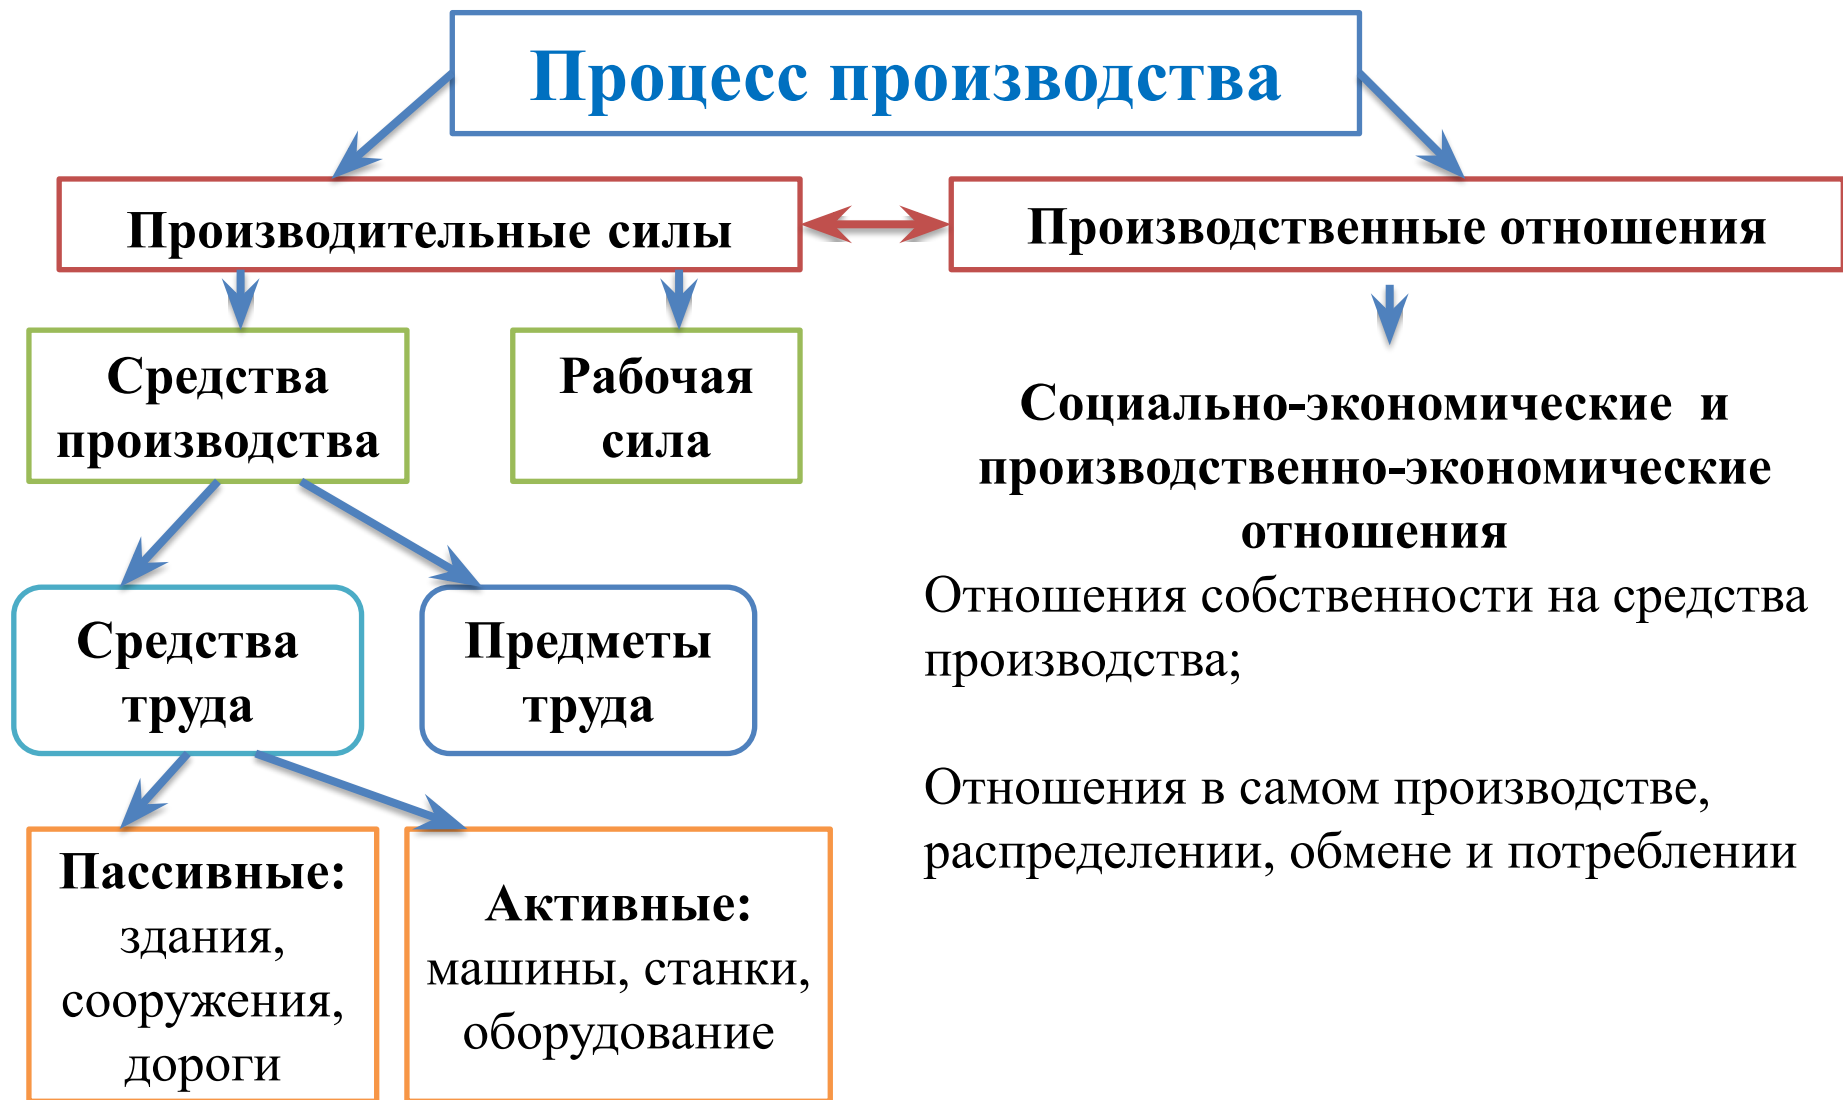 Процесс производства
Производительные силы
Производственные отношения
Средства
производства
Рабочая
сила
Социально-экономические и
производственно-экономические
отношения
Отношения собственности на средства
производства;
Отношения в самом производстве,
распределении, обмене и потреблении
Средства
труда
Предметы
труда
Пассивные:
здания,
сооружения,
дороги
Активные:
машины, станки,
оборудование